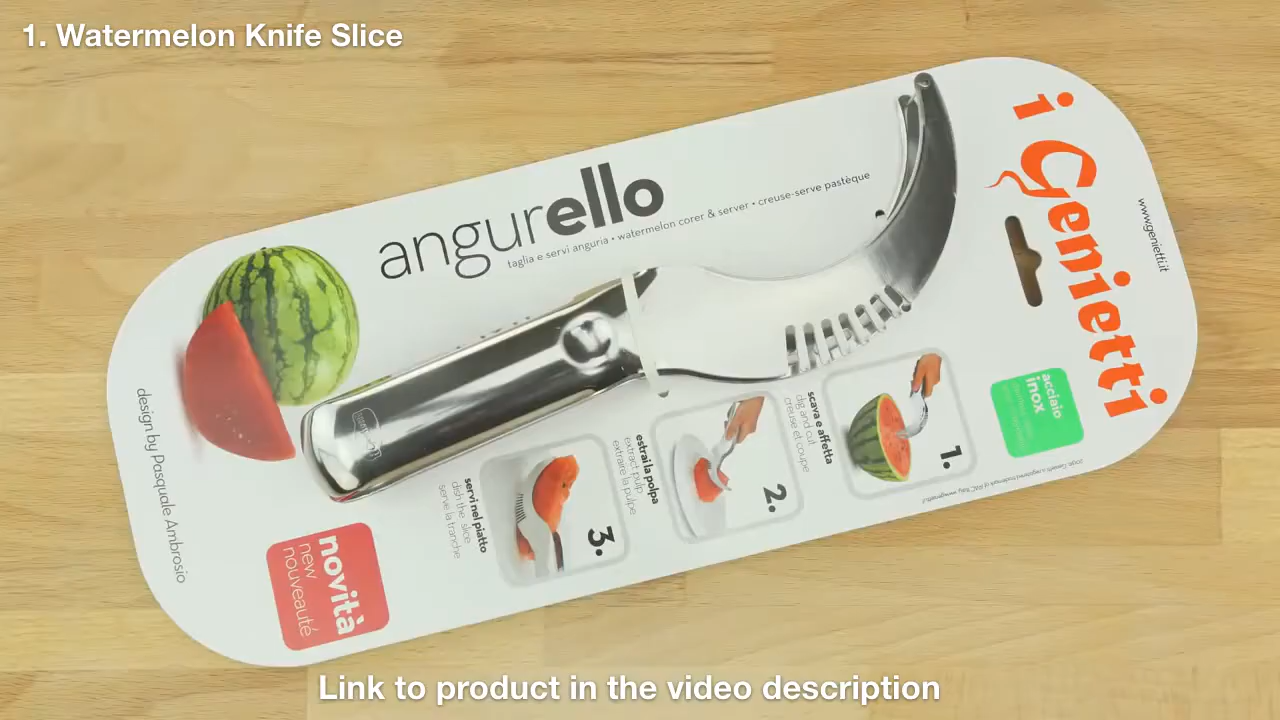 1. Watermelon Knife Slice
angurello
taglia e servi anguria • watermelon corer & server • creuse-serve pastèque
i Genietti
www.genietti.it
design by Pasquale Ambrosio
acciaio
inox
1.
scava e affetta
dig and cut
creuse et coupe
2.
estrai la polpa
extract pulp
extraire la pulpe
3.
servi nel piatto
dish the slice
serve la tranche
novità
new
nouveauté
Link to product in the video description